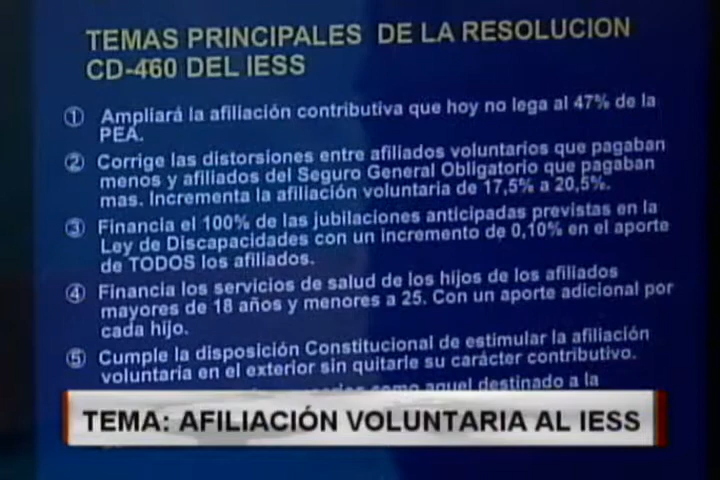 TEMAS PRINCIPALES DE LA RESOLUCION
CD-460 DEL IESS
① Ampliará la afiliación contributiva que hoy no lega al 47% de la
PEA.
② Corrige las distorsiones entre afiliados voluntarios que pagaban
menos y afiliados del Seguro General Obligatorio que pagaban
mas. Incrementa la afiliación voluntaria de 17,5% a 20,5%.
③ Financia el 100% de las jubilaciones anticipadas previstas en la
Ley de Discapacidades con un incremento de 0,10% en el aporte
de TODOS los afiliados.
④ Financia los servicios de salud de los hijos de los afiliados
mayores de 18 años y menores a 25. Con un aporte adicional por
cada hijo.
⑤ Cumple la disposición Constitucional de estimular la afiliación
voluntaria en el exterior sin quitarle su carácter contributivo.
como aquel destinado a la
TEMA: AFILIACIÓN VOLUNTARIA AL IESS